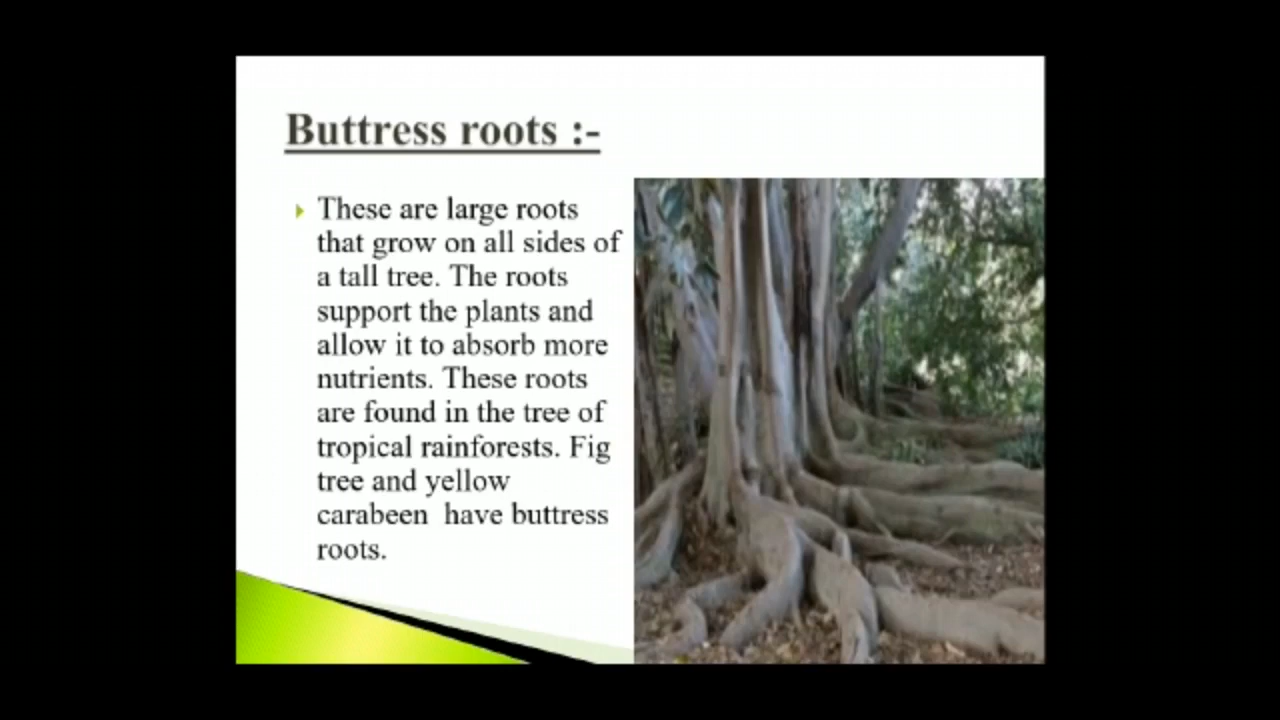 Buttress roots :-
These are large roots
that grow on all sides of
a tall tree. The roots
support the plants and
allow it to absorb more
nutrients. These roots
are found in the tree of
tropical rainforests. Fig
tree and yellow
carabeen have buttress
roots.